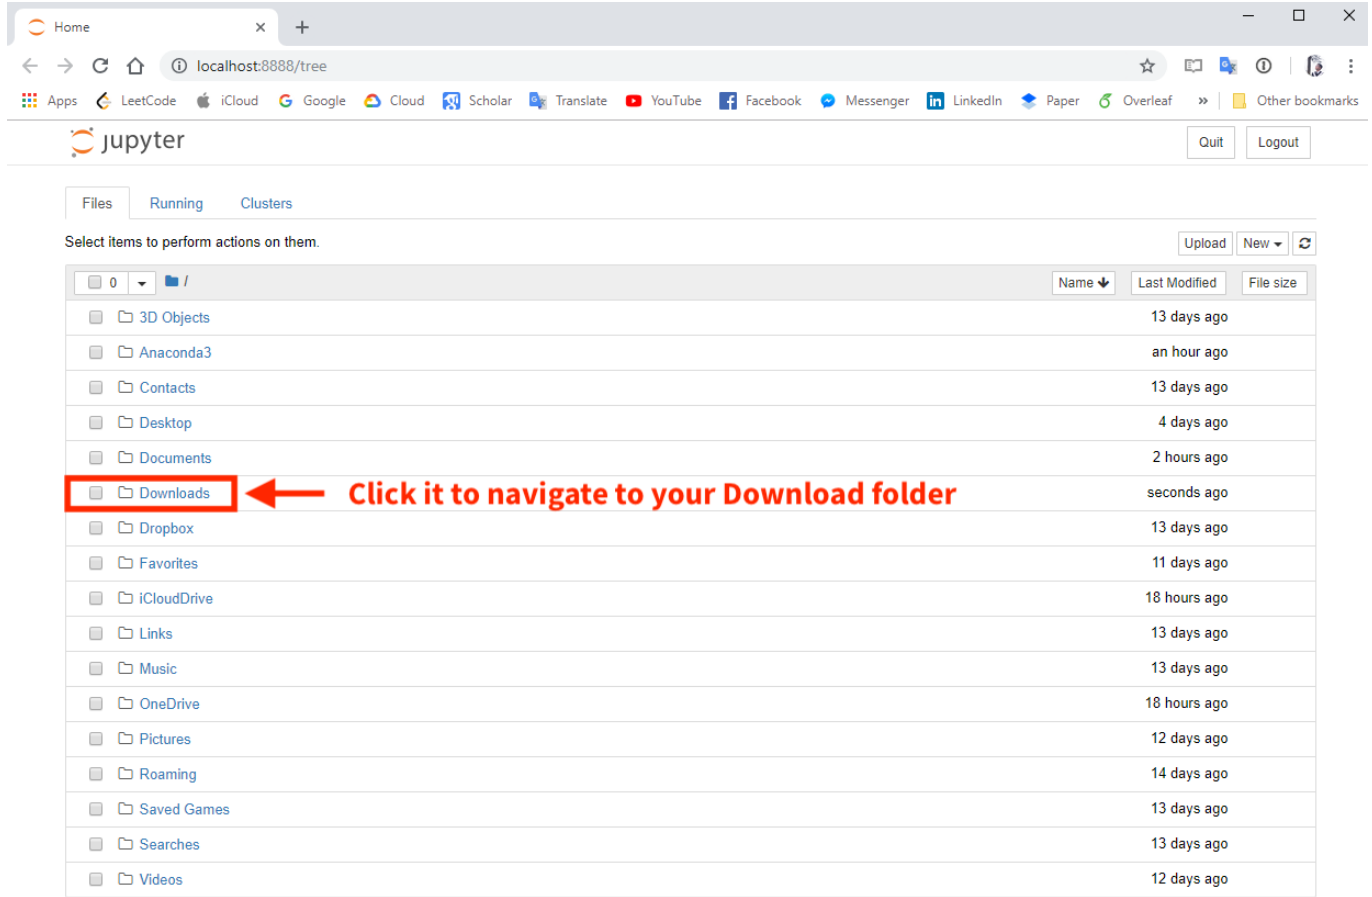 Home
localhost:8888/tree
Apps LeetCode iCloud Google Cloud Scholar Translate YouTube Facebook Messenger LinkedIn Paper Overleaf » Other bookmarks
jupyter Quit Logout
Files Running Clusters
Select items to perform actions on them. Upload New
0 / Name Last Modified File size
3D Objects 13 days ago
Anaconda3 an hour ago
Contacts 13 days ago
Desktop 4 days ago
Documents 2 hours ago
Downloads Click it to navigate to your Download folder seconds ago
Dropbox 13 days ago
Favorites 11 days ago
iCloudDrive 18 hours ago
Links 13 days ago
Music 13 days ago
OneDrive 18 hours ago
Pictures 12 days ago
Roaming 14 days ago
Saved Games 13 days ago
Searches 13 days ago
Videos 12 days ago